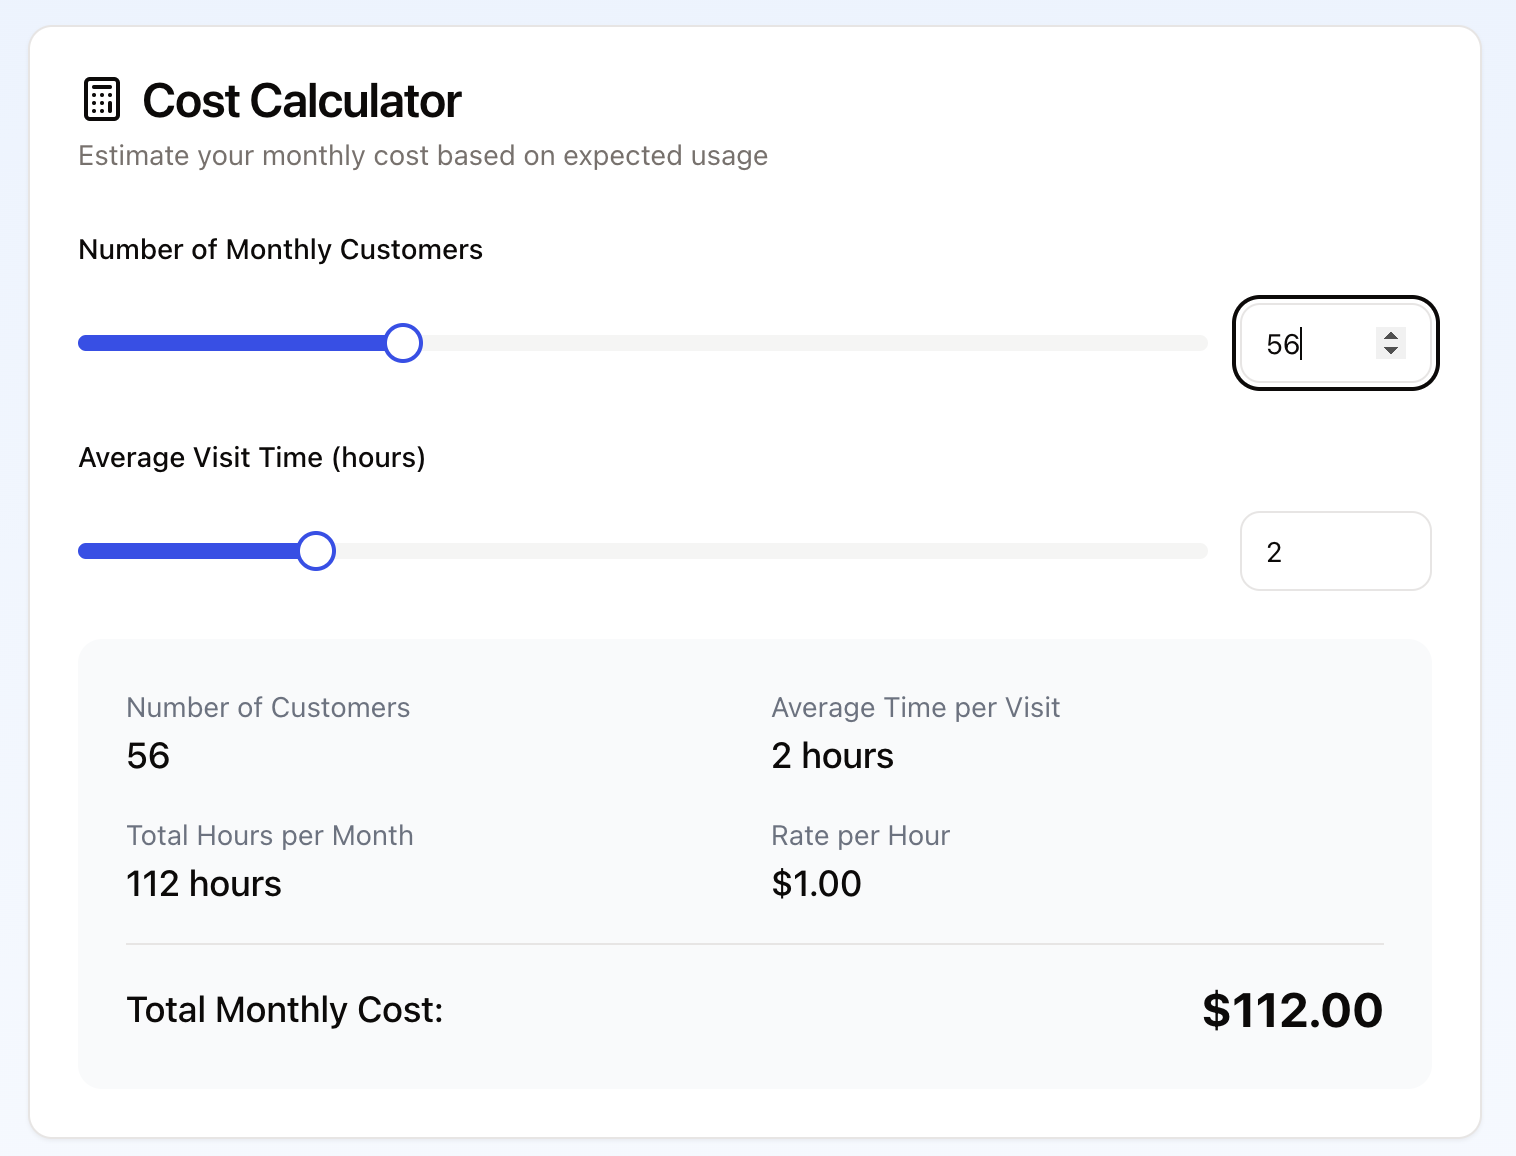 Cost Calculator
Estimate your monthly cost based on expected usage
Number of Monthly Customers
56
Average Visit Time (hours)
2
Number of Customers
56
Average Time per Visit
2 hours
Total Hours per Month
112 hours
Rate per Hour
$1.00
Total Monthly Cost:
$112.00